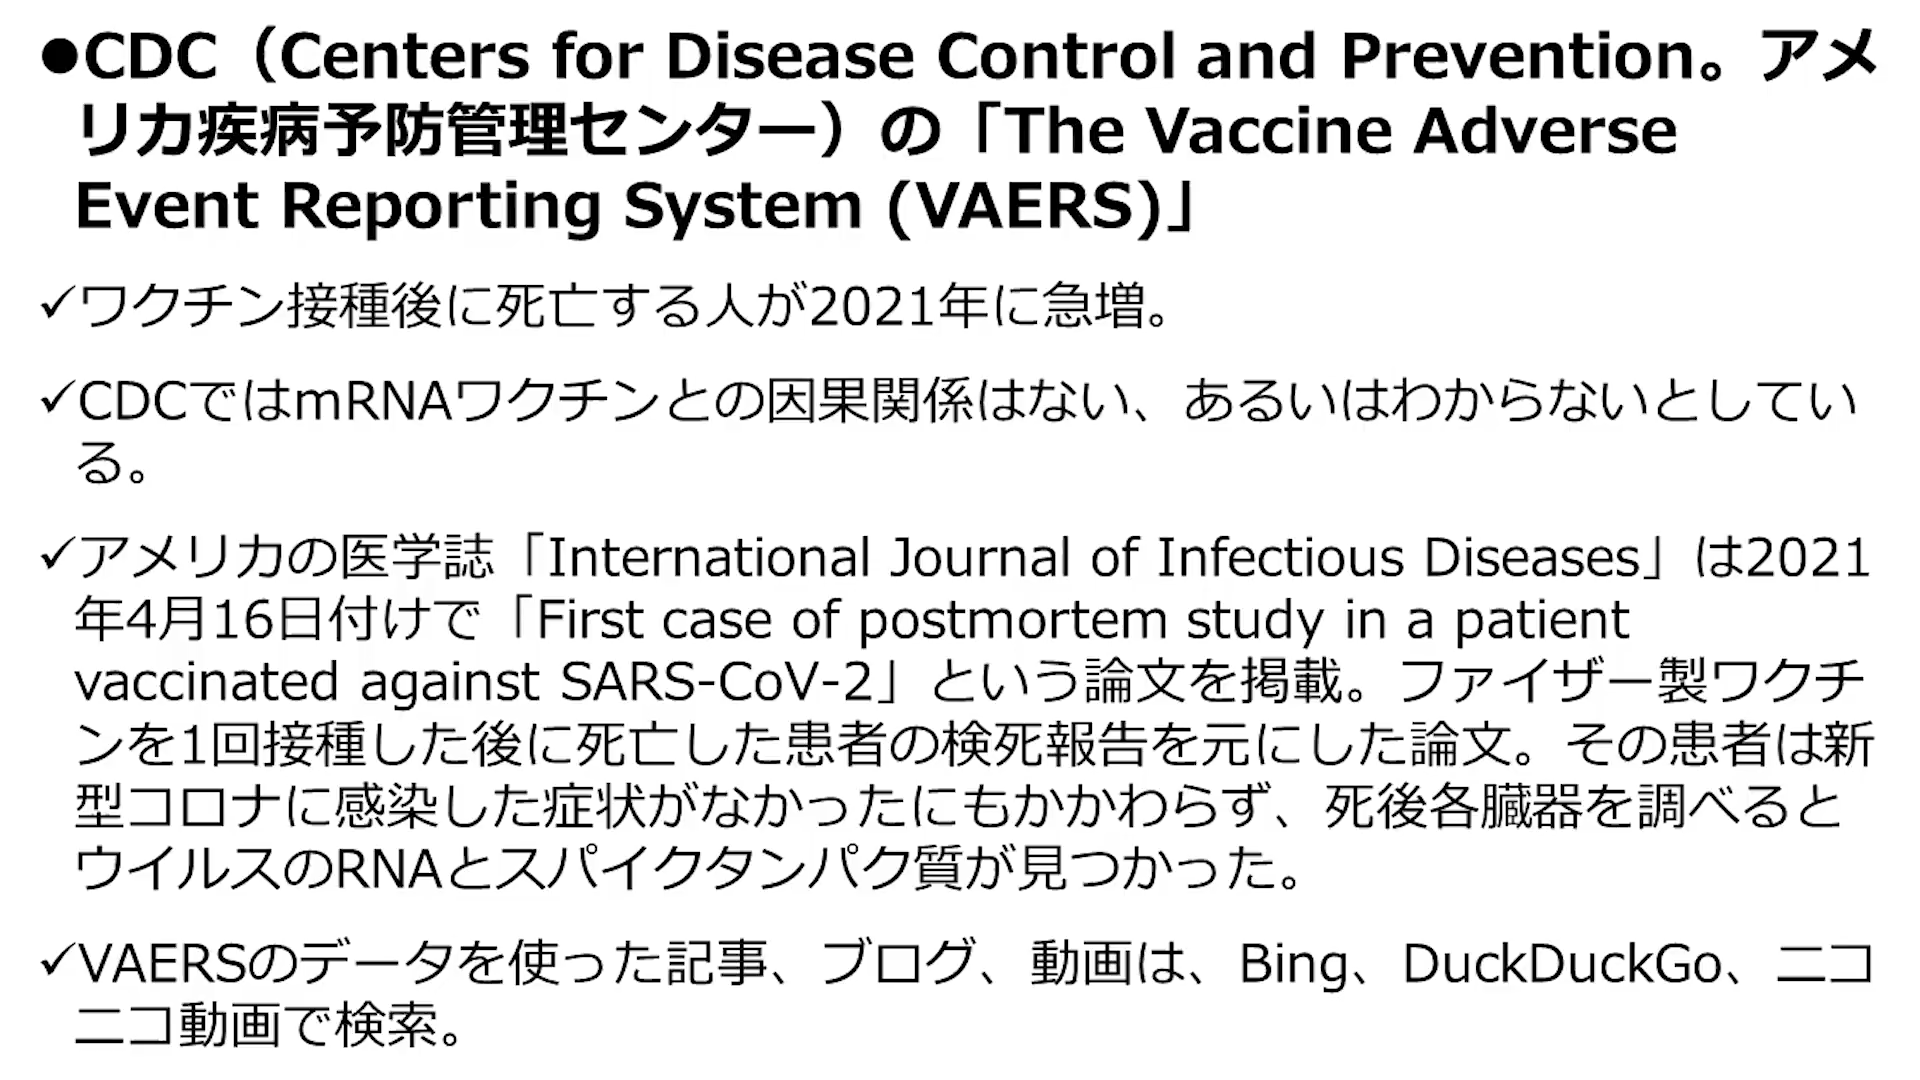 ●CDC（Centers for Disease Control and Prevention。アメ
リカ疾病予防管理センター）の「The Vaccine Adverse
Event Reporting System (VAERS)」
✓ワクチン接種後に死亡する人が2021年に急増。
✓CDCではmRNAワクチンとの因果関係はない、あるいはわからないとしてい
る。
✓アメリカの医学誌「International Journal of Infectious Diseases」は2021
年4月16日付けで「First case of postmortem study in a patient
vaccinated against SARS-CoV-2」という論文を掲載。ファイザー製ワクチ
ンを1回接種した後に死亡した患者の検死報告を元にした論文。その患者は新
型コロナに感染した症状がなかったにもかかわらず、死後各臓器を調べると
ウイルスのRNAとスパイクタンパク質が見つかった。
✓VAERSのデータを使った記事、ブログ、動画は、Bing、DuckDuckGo、ニコ
ニコ動画で検索。